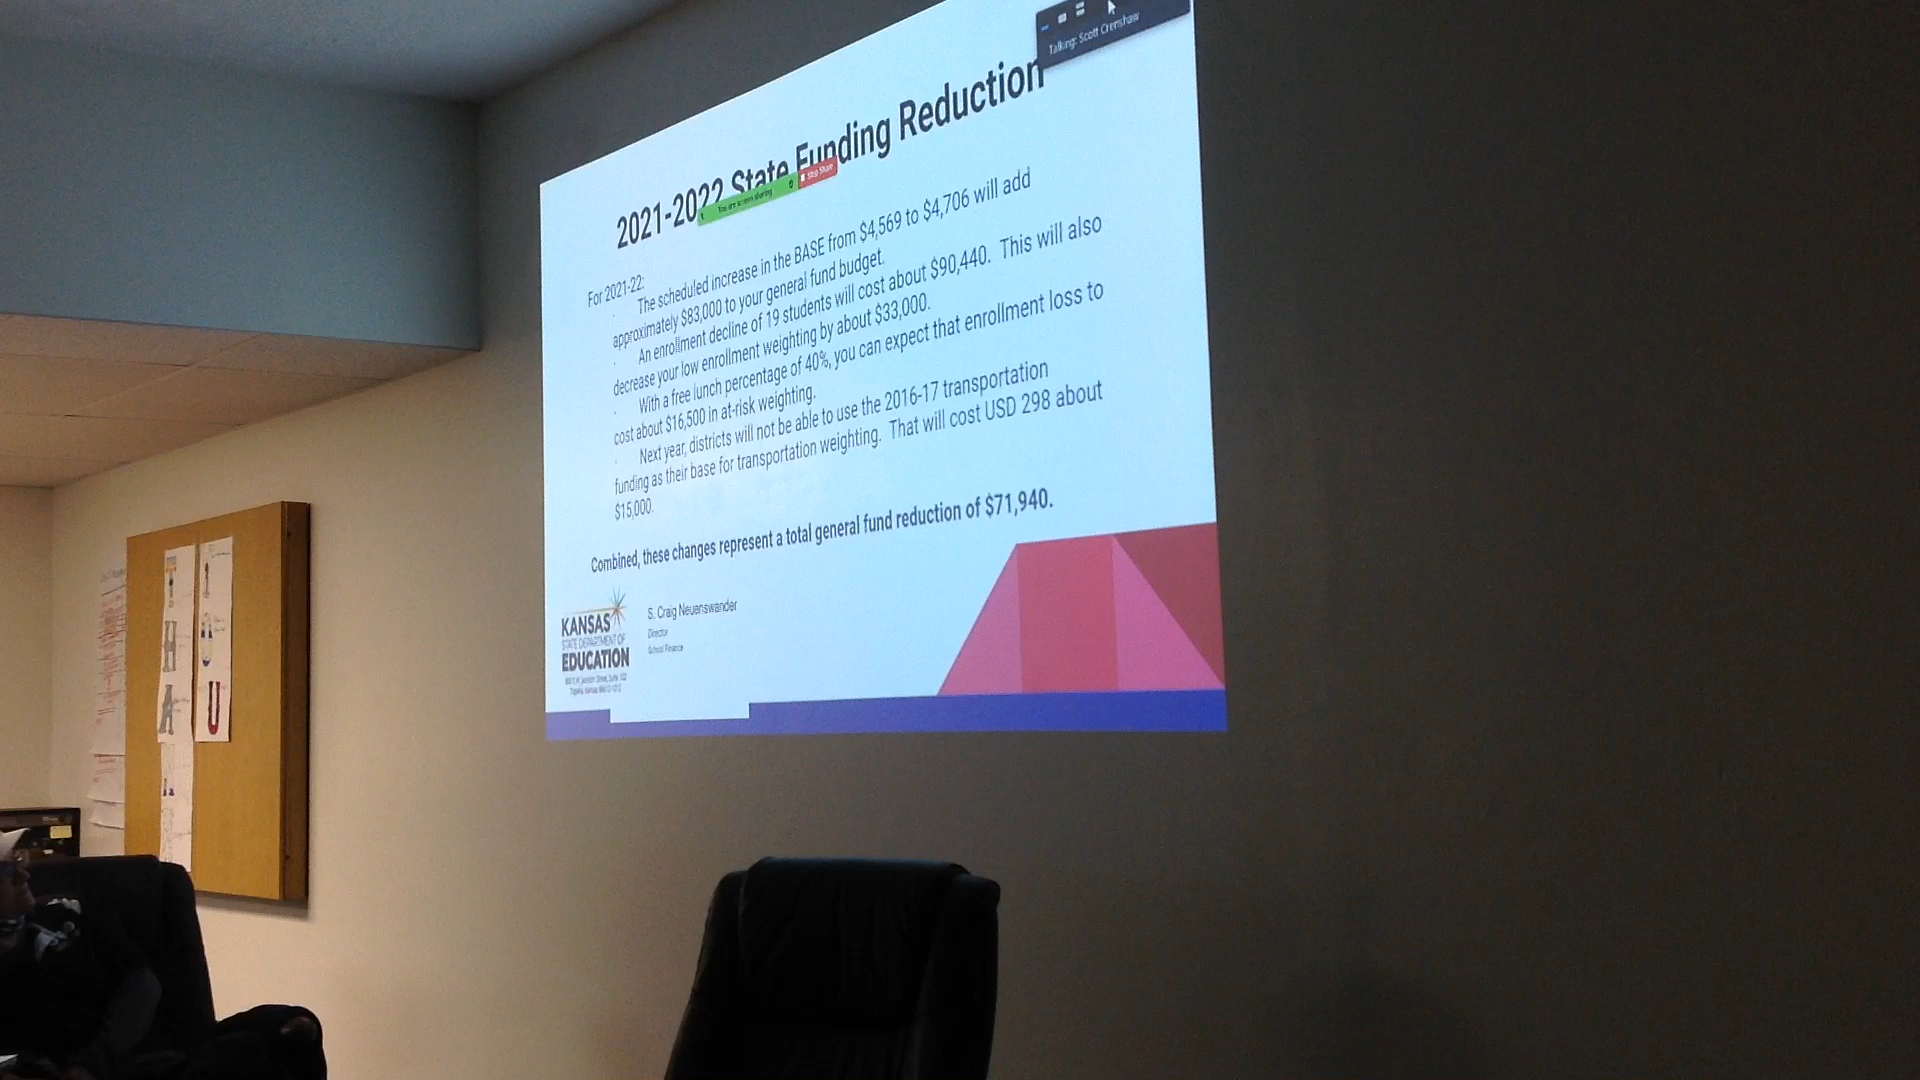 Talking: Scott Crenshaw
2021-2022 State Funding Reduction
You are screen sharing
Stop Share
For 2021-22:
· The scheduled increase in the BASE from $4,569 to $4,706 will add
approximately $83,000 to your general fund budget.
· An enrollment decline of 19 students will cost about $90,440. This will also
decrease your low enrollment weighting by about $33,000.
· With a free lunch percentage of 40%, you can expect that enrollment loss to
cost about $16,500 in at-risk weighting.
· Next year, districts will not be able to use the 2016-17 transportation
funding as their base for transportation weighting. That will cost USD 298 about
$15,000.
Combined, these changes represent a total general fund reduction of $71,940.
KANSAS
STATE DEPARTMENT OF
EDUCATION
S. Craig Neuenswander
Director
School Finance
H
A
U